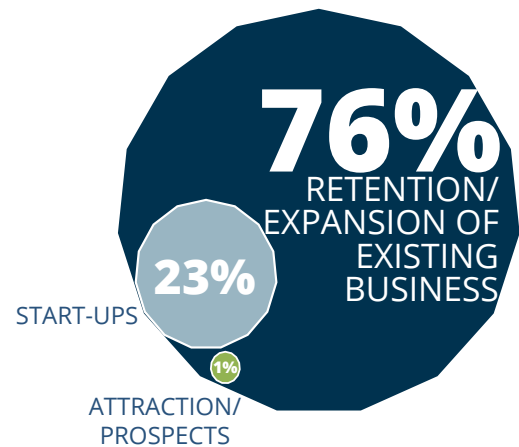 76%
RETENTION/
EXPANSION OF
EXISTING
BUSINESS
23%
START-UPS
1%
ATTRACTION/
PROSPECTS